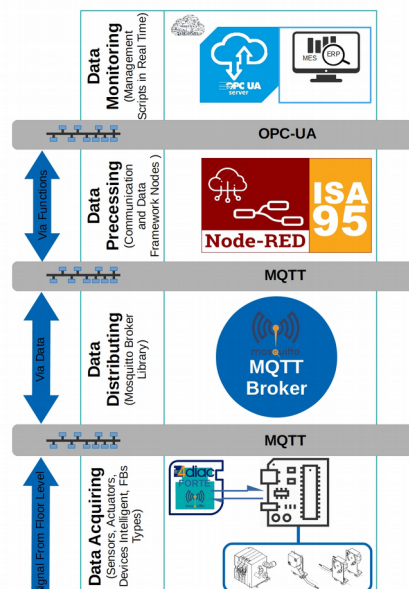 Data
Monitoring
(Management
Scripts in Real Time)
OPC UA
server
MES
ERP
OPC-UA
Via Functions
Data
Precessing
(Communication
and Data
Framework Nodes )
Node-RED
ISA
95
MQTT
Via Data
Data
Distributing
(Mosquitto Broker
Library)
mosquitto
MQTT
Broker
MQTT
ignal From Floor Level
Data Acquiring
(Sensors, Actuators,
Devices Intelligent, FBs
Types)
4diac
FORTE